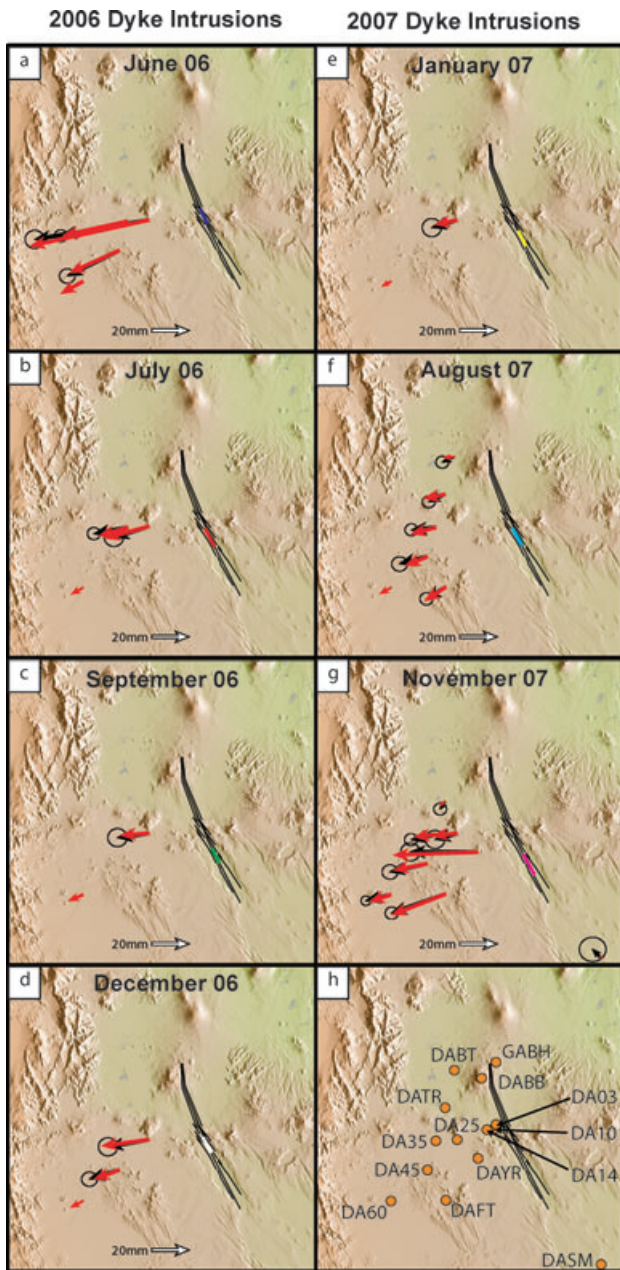 2006 Dyke Intrusions
2007 Dyke Intrusions
a
June 06
20mm
e
January 07
20mm
b
July 06
20mm
f
August 07
20mm
c
September 06
20mm
g
November 07
20mm
d
December 06
20mm
h
DABT
GABH
DABB
DATR
DA03
DA25
DA35
DA10
DA45
DAYR
DA14
DA60
DAFT
DASM